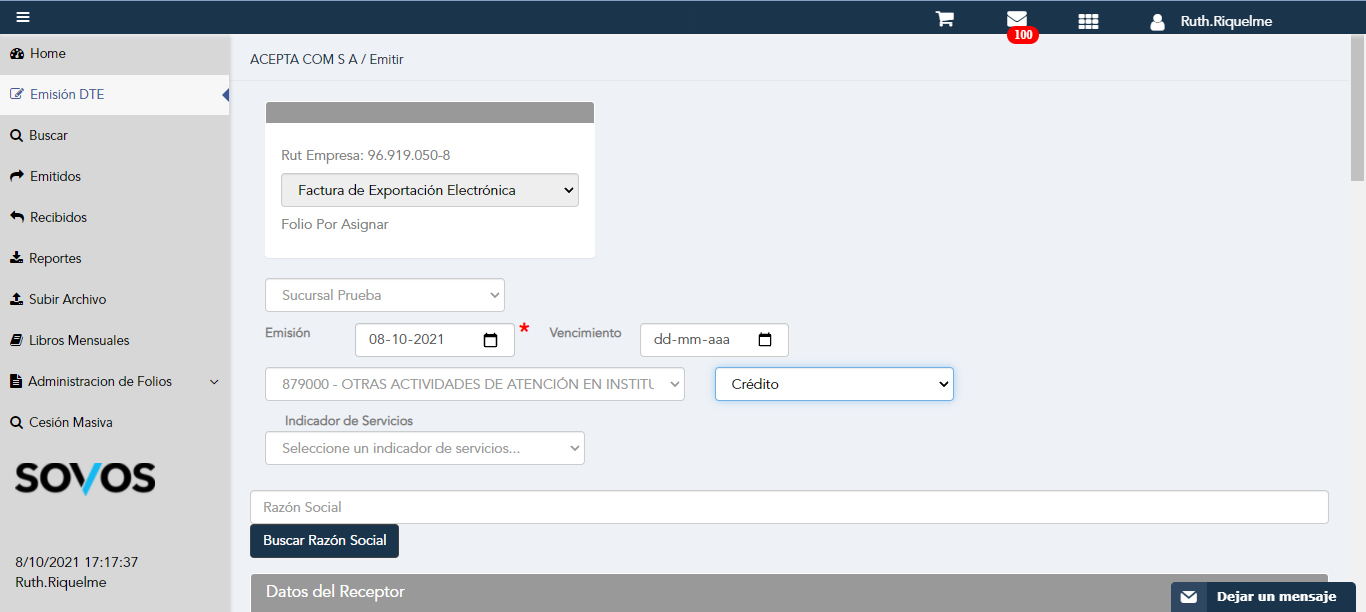 Ruth.Riquelme
100
Home
Emisión DTE
Buscar
Emitidos
Recibidos
Reportes
Subir Archivo
Libros Mensuales
Administracion de Folios
Cesión Masiva
SOVOS
8/10/2021 17:17:37
Ruth.Riquelme
ACEPTA COM S A / Emitir
Rut Empresa: 96.919.050-8
Factura de Exportación Electrónica
Folio Por Asignar
Sucursal Prueba
Emisión 08-10-2021 * Vencimiento dd-mm-aaa
879000 - OTRAS ACTIVIDADES DE ATENCIÓN EN INSTITU Crédito
Indicador de Servicios
Seleccione un indicador de servicios...
Razón Social
Buscar Razón Social
Datos del Receptor
Dejar un mensaje